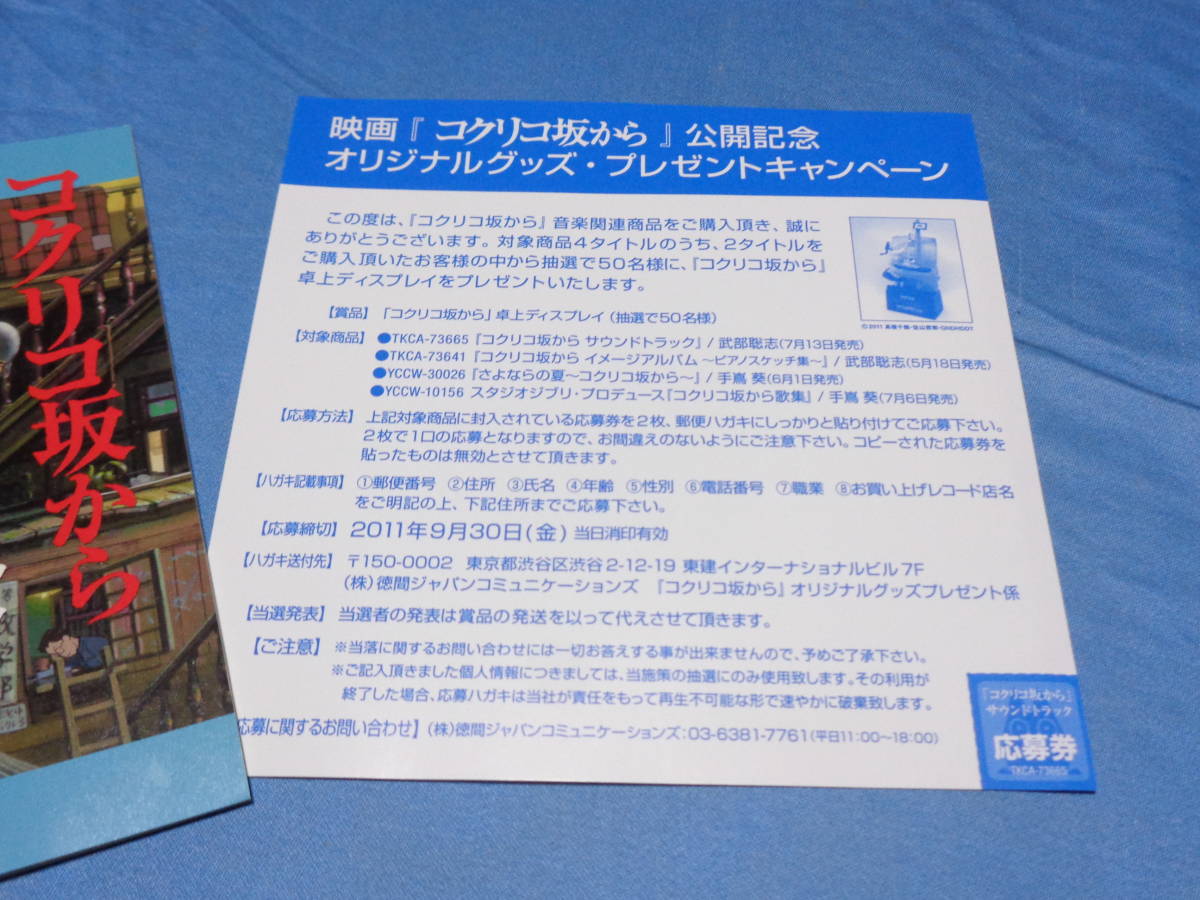 コクリコ坂から
映画『コクリコ坂から』公開記念
オリジナルグッズ・プレゼントキャンペーン
この度は、『コクリコ坂から』音楽関連商品をご購入頂き、誠に
ありがとうございます。対象商品4タイトルのうち、2タイトルを
ご購入頂いたお客様の中から抽選で50名様に、『コクリコ坂から』
卓上ディスプレイをプレゼントいたします。
【賞品】「コクリコ坂から」卓上ディスプレイ(抽選で50名様)
【対象商品】●TKCA-73665『コクリコ坂から サウンドトラック』/ 武部聡志(7月13日発売)
●TKCA-73641『コクリコ坂から イメージアルバム ～ピアノスケッチ集～』/ 武部聡志(5月18日発売)
●YCCW-30026『さよならの夏～コクリコ坂から～』/ 手嶌 葵(6月1日発売)
●YCCW-10156 スタジオジブリ・プロデュース『コクリコ坂から歌集』/ 手嶌 葵(7月6日発売)
【応募方法】上記対象商品に封入されている応募券を2枚、郵便ハガキにしっかりと貼り付けてご応募下さい。
2枚で1口の応募となりますので、お間違えのないようにご注意下さい。コピーされた応募券を
貼ったものは無効とさせて頂きます。
【ハガキ記載事項】①郵便番号 ②住所 ③氏名 ④年齢 ⑤性別 ⑥電話番号 ⑦職業 ⑧お買い上げレコード店名
をご明記の上、下記住所までご応募下さい。
【応募締切】2011年9月30日(金)当日消印有効
【ハガキ送付先】〒150-0002 東京都渋谷区渋谷2-12-19 東建インターナショナルビル7F
(株)徳間ジャパンコミュニケーションズ 『コクリコ坂から』オリジナルグッズプレゼント係
【当選発表】当選者の発表は賞品の発送を以って代えさせて頂きます。
【ご注意】※当落に関するお問い合わせには一切お答えする事が出来ませんので、予めご了承下さい。
※ご記入頂きました個人情報につきましては、当施策の抽選にのみ使用致します。その利用が
終了した場合、応募ハガキは当社が責任をもって再生不可能な形で速やかに破棄致します。
応募に関するお問い合わせ】(株)徳間ジャパンコミュニケーションズ:03-6381-7761(平日11:00～18:00)
『コクリコ坂から』
サウンドトラック
応募券
TKCA-73665